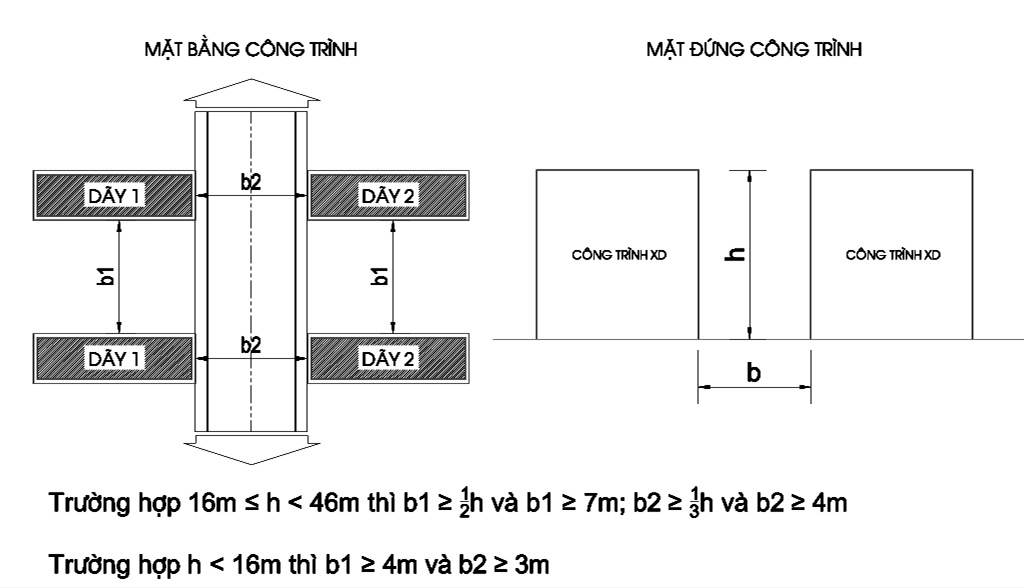 MẶT BẰNG CÔNG TRÌNH
MẶT ĐỨNG CÔNG TRÌNH
DÃY 1
b2
DÃY 2
b1
b1
DÃY 1
b2
DÃY 2
CÔNG TRÌNH XD
h
CÔNG TRÌNH XD
b
Trường hợp 16m ≤ h < 46m thì b1 ≥ 1/2h và b1 ≥ 7m; b2 ≥ 1/3h và b2 ≥ 4m
Trường hợp h < 16m thì b1 ≥ 4m và b2 ≥ 3m